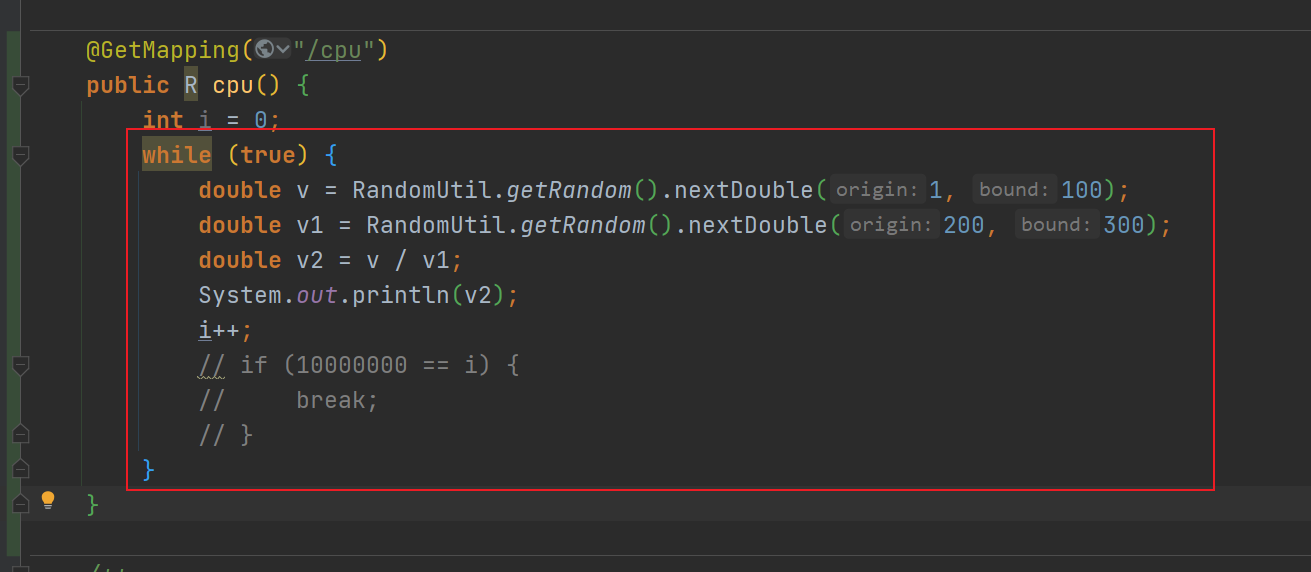 @GetMapping("/cpu")
public R cpu() {
int i = 0;
while (true) {
double v = RandomUtil.getRandom().nextDouble( origin: 1, bound: 100);
double v1 = RandomUtil.getRandom().nextDouble( origin: 200, bound: 300);
double v2 = v / v1;
System.out.println(v2);
i++;
// if (10000000 == i) {
//     break;
// }
}
}